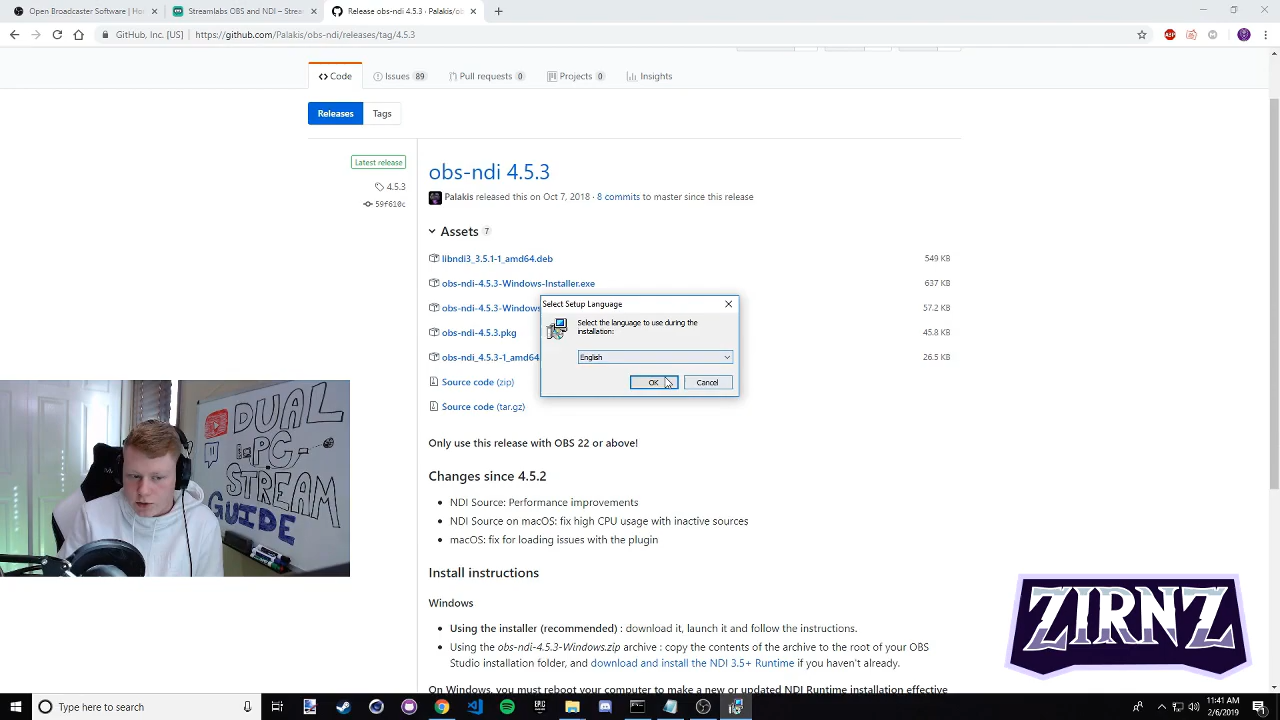 Open Broadcaster Software | H
Streamlabs OBS and NDI – Strea
Release obs-ndi 4.5.3 · Palakis/ob
GitHub, Inc. [US] | https://github.com/Palakis/obs-ndi/releases/tag/4.5.3
ABP
Code
Issues 89
Pull requests 0
Projects 0
Insights
Releases
Tags
Latest release
4.5.3
59f610c
obs-ndi 4.5.3
Palakis released this on Oct 7, 2018 · 8 commits to master since this release
Assets 7
libndi3_3.5.1-1_amd64.deb 549 KB
obs-ndi-4.5.3-Windows-Installer.exe 637 KB
obs-ndi-4.5.3-Windows 57.2 KB
obs-ndi-4.5.3.pkg 45.8 KB
obs-ndi_4.5.3-1_amd64 26.5 KB
Source code (zip)
Source code (tar.gz)
Select Setup Language
Select the language to use during the
installation:
English
OK
Cancel
Only use this release with OBS 22 or above!
Changes since 4.5.2
NDI Source: Performance improvements
NDI Source on macOS: fix high CPU usage with inactive sources
macOS: fix for loading issues with the plugin
Install instructions
Windows
Using the installer (recommended) : download it, launch it and follow the instructions.
Using the obs-ndi-4.5.3-Windows.zip archive : copy the contents of the archive to the root of your OBS
Studio installation folder, and download and install the NDI 3.5+ Runtime if you haven't already.
On Windows, you must reboot your computer to make a new or updated NDI Runtime installation effective
DUAL
PC
STREAM
GUIDE
ZIRNZ
Type here to search
EPIC
11:41 AM
2/6/2019